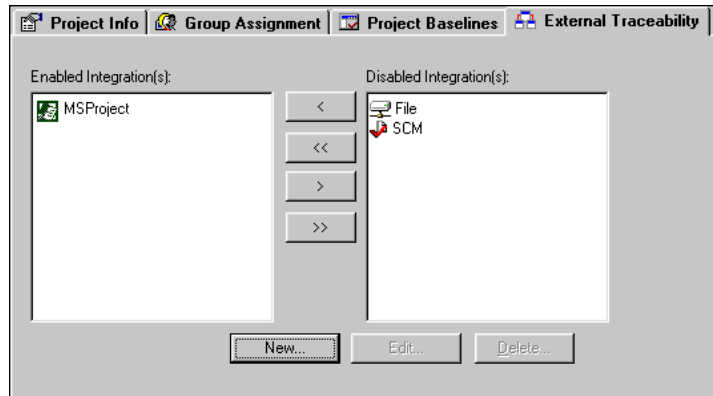 Project Info Group Assignment Project Baselines External Traceability
Enabled Integration(s): Disabled Integration(s):
MSProject
File
SCM
<
<<
>
>>
New... Edit... Delete...